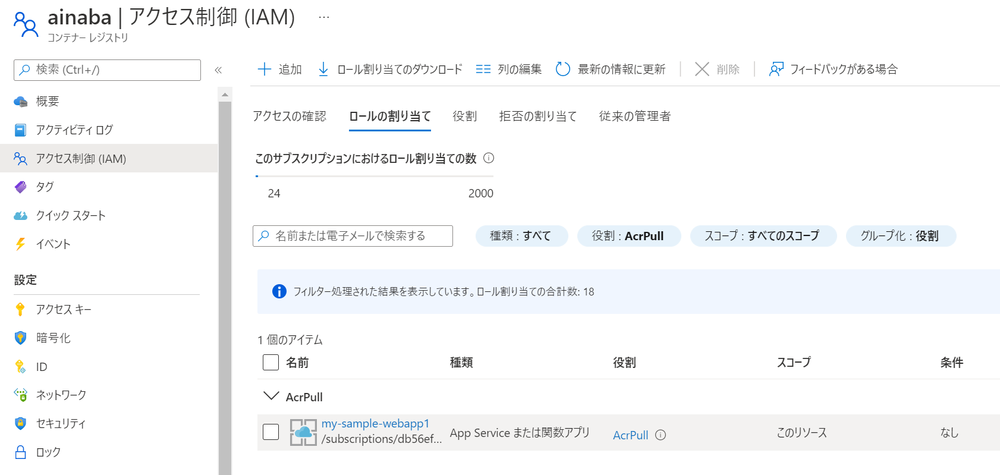 ainaba | アクセス制御 (IAM) ...
コンテナー レジストリ
検索 (Ctrl+/) «
概要
アクティビティ ログ
アクセス制御 (IAM)
タグ
クイック スタート
イベント
設定
アクセス キー
暗号化
ID
ネットワーク
セキュリティ
ロック
追加 ロール割り当てのダウンロード 列の編集 最新の情報に更新 削除 フィードバックがある場合
アクセスの確認 ロールの割り当て 役割 拒否の割り当て 従来の管理者
このサブスクリプションにおけるロール割り当ての数
24 2000
名前または電子メールで検索する 種類 : すべて 役割 : AcrPull スコープ : すべてのスコープ グループ化 : 役割
フィルター処理された結果を表示しています。ロール割り当ての合計数: 18
1 個のアイテム
名前 種類 役割 スコープ 条件
AcrPull
my-sample-webapp1
/subscriptions/db56ef... App Service または関数アプリ AcrPull このリソース なし